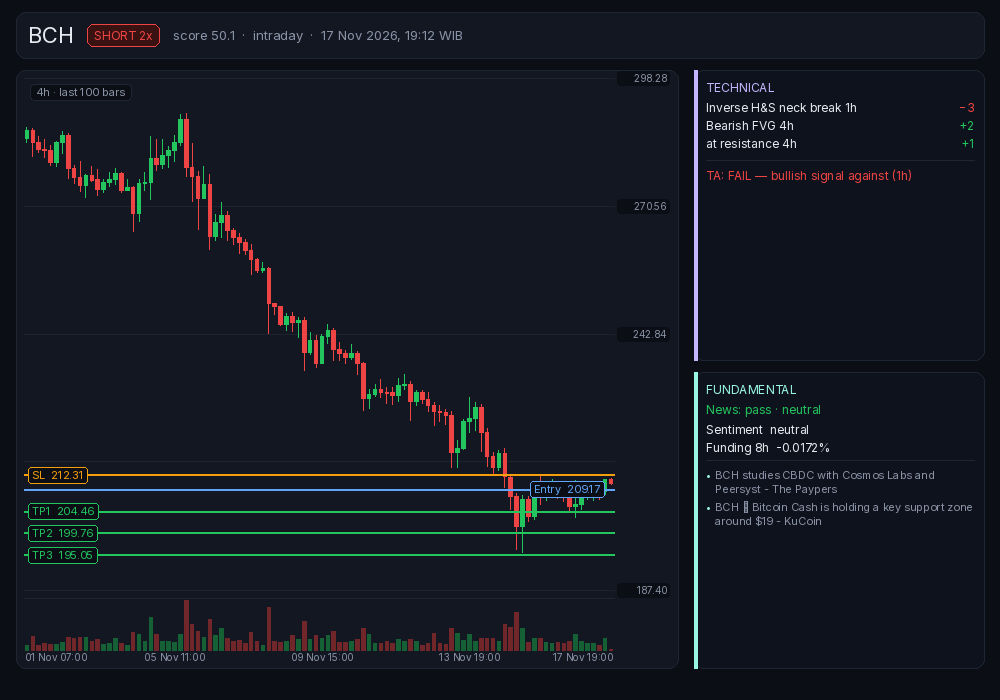 BCH SHORT 2x score 50.1 · intraday · 17 Nov 2026, 19:12 WIB
4h · last 100 bars
298.28
270.56
242.84
187.40
SL 212.31
Entry 209.17
TP1 204.46
TP2 199.76
TP3 195.05
01 Nov 07:00 05 Nov 11:00 09 Nov 15:00 13 Nov 19:00 17 Nov 19:00
TECHNICAL
Inverse H&S neck break 1h −3
Bearish FVG 4h +2
at resistance 4h +1
TA: FAIL — bullish signal against (1h)
FUNDAMENTAL
News: pass · neutral
Sentiment neutral
Funding 8h -0.0172%
• BCH studies CBDC with Cosmos Labs and
Peersyst - The Paypers
• BCH Bitcoin Cash is holding a key support zone
around $19 - KuCoin